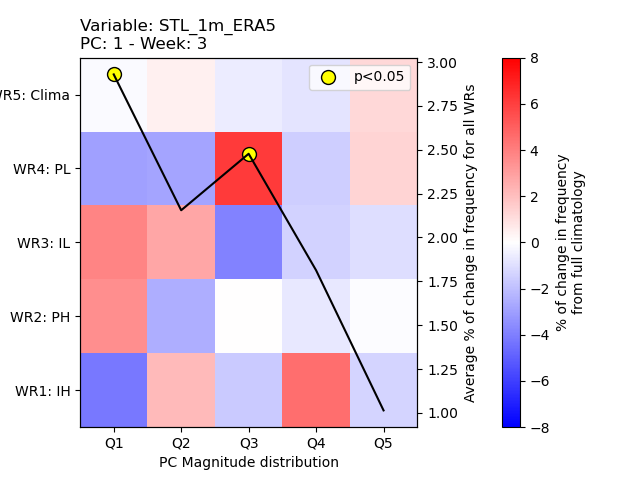 Variable: STL_1m_ERA5
PC: 1 - Week: 3
p<0.05
WR5: Clima
WR4: PL
WR3: IL
WR2: PH
WR1: IH
Q1 Q2 Q3 Q4 Q5
PC Magnitude distribution
3.00
2.75
2.50
2.25
2.00
1.75
1.50
1.25
1.00
Average % of change in frequency for all WRs
8
6
4
2
0
−2
−4
−6
−8
% of change in frequency
from full climatology